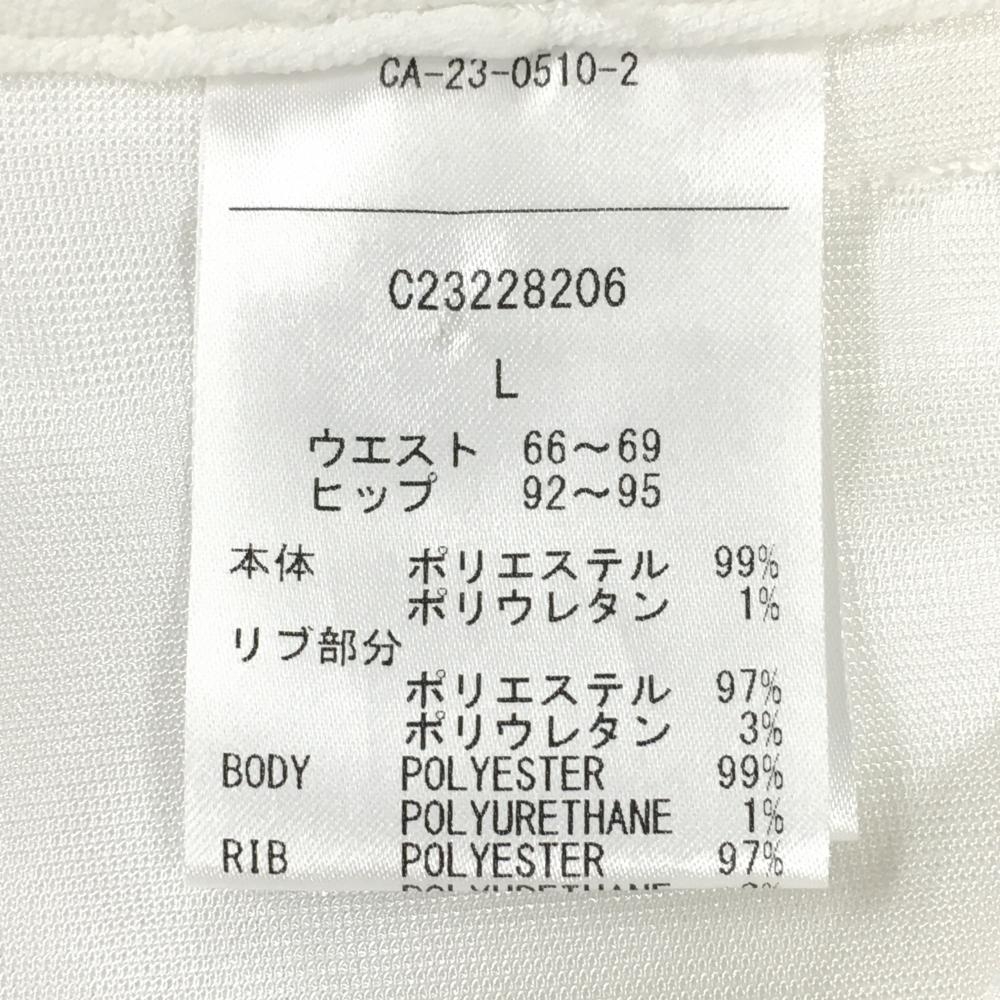 CA-23-0510-2
C23228206
L
ウエスト 66～69
ヒップ 92～95
本体 ポリエステル 99%
ポリウレタン 1%
リブ部分
ポリエステル 97%
ポリウレタン 3%
BODY POLYESTER 99%
POLYURETHANE 1%
RIB POLYESTER 97%
POLYURETHANE